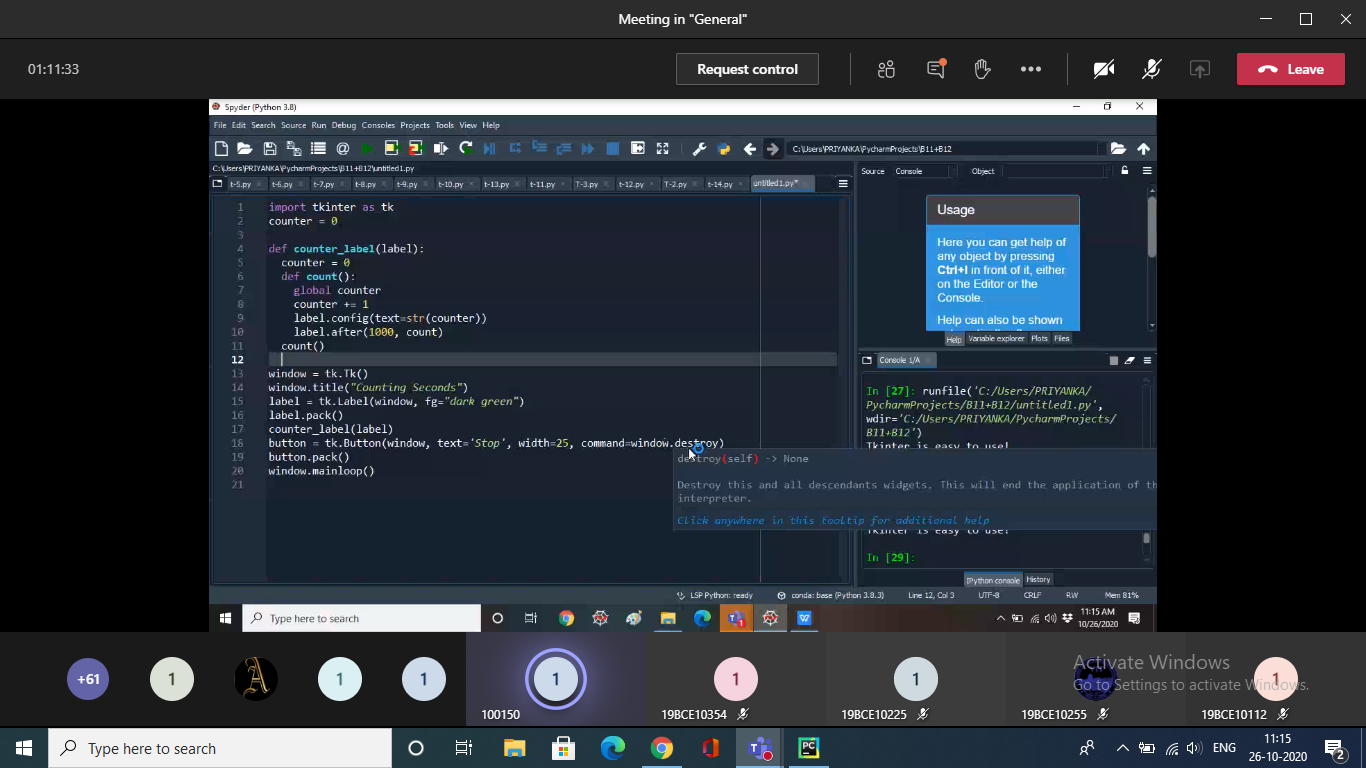 Meeting in "General"
01:11:33
Request control
Leave
Spyder (Python 3.8)
File Edit Search Source Run Debug Consoles Projects Tools View Help
C:\Users\PRIYANKA\PycharmProjects\B11+B12
C:\Users\PRIYANKA\PycharmProjects\B11+B12\untitled1.py
t-5.py t-6.py t-7.py t-8.py t-9.py t-10.py t-13.py t-11.py T-3.py t-12.py T-2.py t-14.py untitled1.py*
1 import tkinter as tk
2 counter = 0
3
4 def counter_label(label):
5 counter = 0
6 def count():
7 global counter
8 counter += 1
9 label.config(text=str(counter))
10 label.after(1000, count)
11 count()
12
13 window = tk.Tk()
14 window.title("Counting Seconds")
15 label = tk.Label(window, fg="dark green")
16 label.pack()
17 counter_label(label)
18 button = tk.Button(window, text='Stop', width=25, command=window.destroy)
19 button.pack()
20 window.mainloop()
21
destroy(self) -> None
Destroy this and all descendants widgets. This will end the application of th
interpreter.
Click anywhere in this tooltip for additional help
Source Console Object
Usage
Here you can get help of
any object by pressing
Ctrl+I in front of it, either
on the Editor or the
Console.
Help can also be shown
Help Variable explorer Plots Files
Console 1/A
In [27]: runfile('C:/Users/PRIYANKA/
PycharmProjects/B11+B12/untitled1.py',
wdir='C:/Users/PRIYANKA/PycharmProjects/
B11+B12')
Tkinter is easy to use!
Tkinter is easy to use!
In [29]:
IPython console History
LSP Python: ready conda: base (Python 3.8.3) Line 12, Col 3 UTF-8 CRLF RW Mem 81%
Type here to search
1
11:15 AM
10/26/2020
+61
1
A
1
1
1
1
1
1
100150
19BCE10354
19BCE10225
19BCE10255
19BCE10112
Activate Windows
Go to Settings to activate Windows.
Type here to search
PC
ENG
11:15
26-10-2020
2